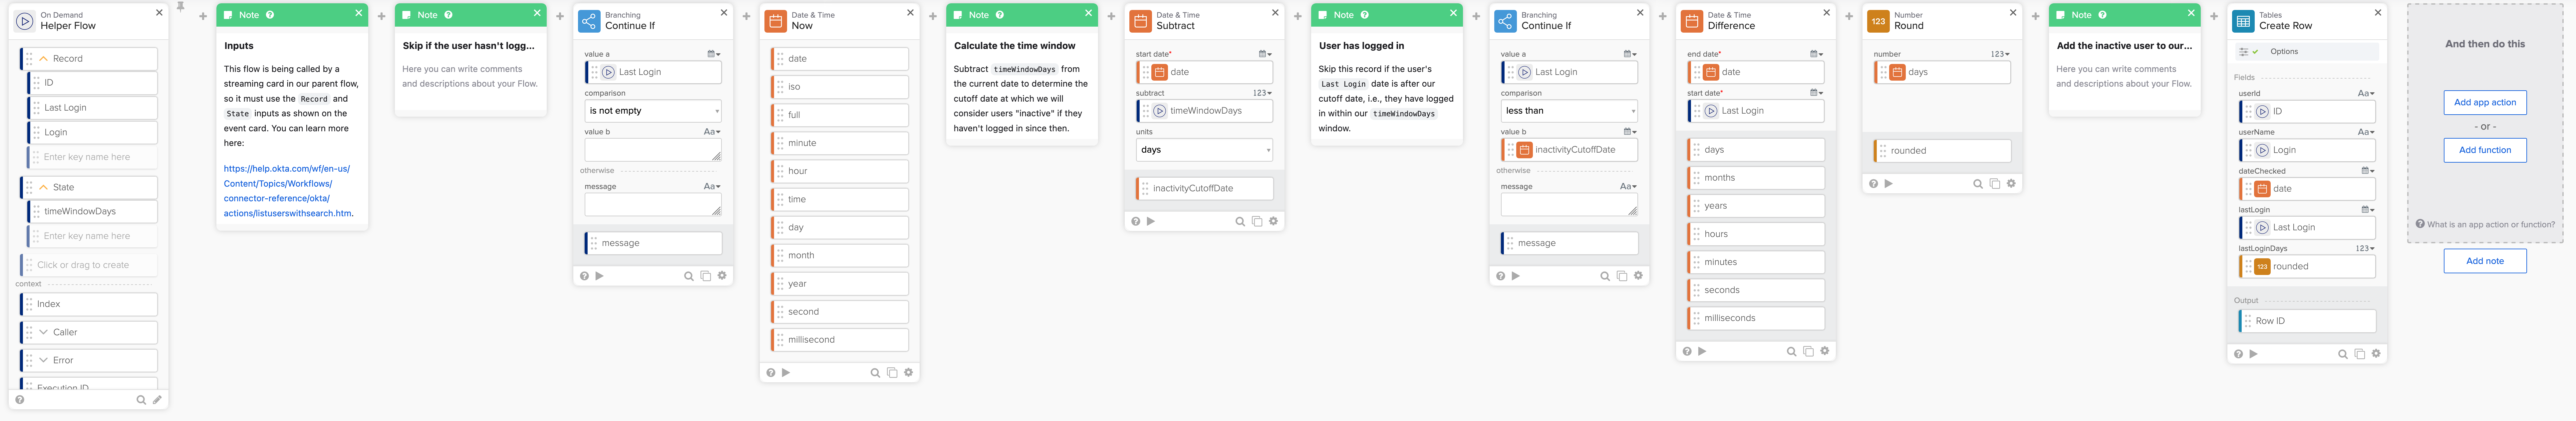 On Demand
Helper Flow
Record
ID
Last Login
Login
Enter key name here
State
timeWindowDays
Enter key name here
Click or drag to create
context
Index
Caller
Error
Execution ID
Note
Inputs
This flow is being called by a
streaming card in our parent flow,
so it must use the Record and
State inputs as shown on the
event card. You can learn more
here:
https://help.okta.com/wf/en-us/
Content/Topics/Workflows/
connector-reference/okta/
actions/listuserswithsearch.htm.
Note
Skip if the user hasn't logg...
Here you can write comments
and descriptions about your Flow.
Branching
Continue If
value a
Last Login
comparison
is not empty
value b
Aa
otherwise
message
Aa
message
Date & Time
Now
date
iso
full
minute
hour
time
day
month
year
second
millisecond
Note
Calculate the time window
Subtract timeWindowDays from
the current date to determine the
cutoff date at which we will
consider users "inactive" if they
haven't logged in since then.
Date & Time
Subtract
start date*
date
subtract
123
timeWindowDays
units
days
inactivityCutoffDate
Note
User has logged in
Skip this record if the user's
Last Login date is after our
cutoff date, i.e., they have logged
in within our timeWindowDays
window.
Branching
Continue If
value a
Last Login
comparison
less than
value b
inactivityCutoffDate
otherwise
message
Aa
message
Date & Time
Difference
end date*
date
start date*
Last Login
days
months
years
hours
minutes
seconds
milliseconds
123
Number
Round
number
123
days
rounded
Note
Add the inactive user to our...
Here you can write comments
and descriptions about your Flow.
Tables
Create Row
Options
Fields
userId
Aa
ID
userName
Aa
Login
dateChecked
date
lastLogin
Last Login
lastLoginDays
123
123
rounded
Output
Row ID
And then do this
Add app action
- or -
Add function
What is an app action or function?
Add note